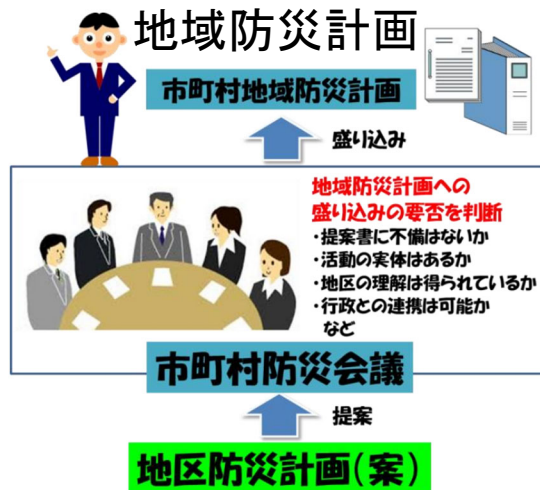 地域防災計画
市町村地域防災計画
盛り込み
地域防災計画への
盛り込みの要否を判断
・提案書に不備はないか
・活動の実体はあるか
・地区の理解は得られているか
・行政との連携は可能か
など
市町村防災会議
提案
地区防災計画(案)